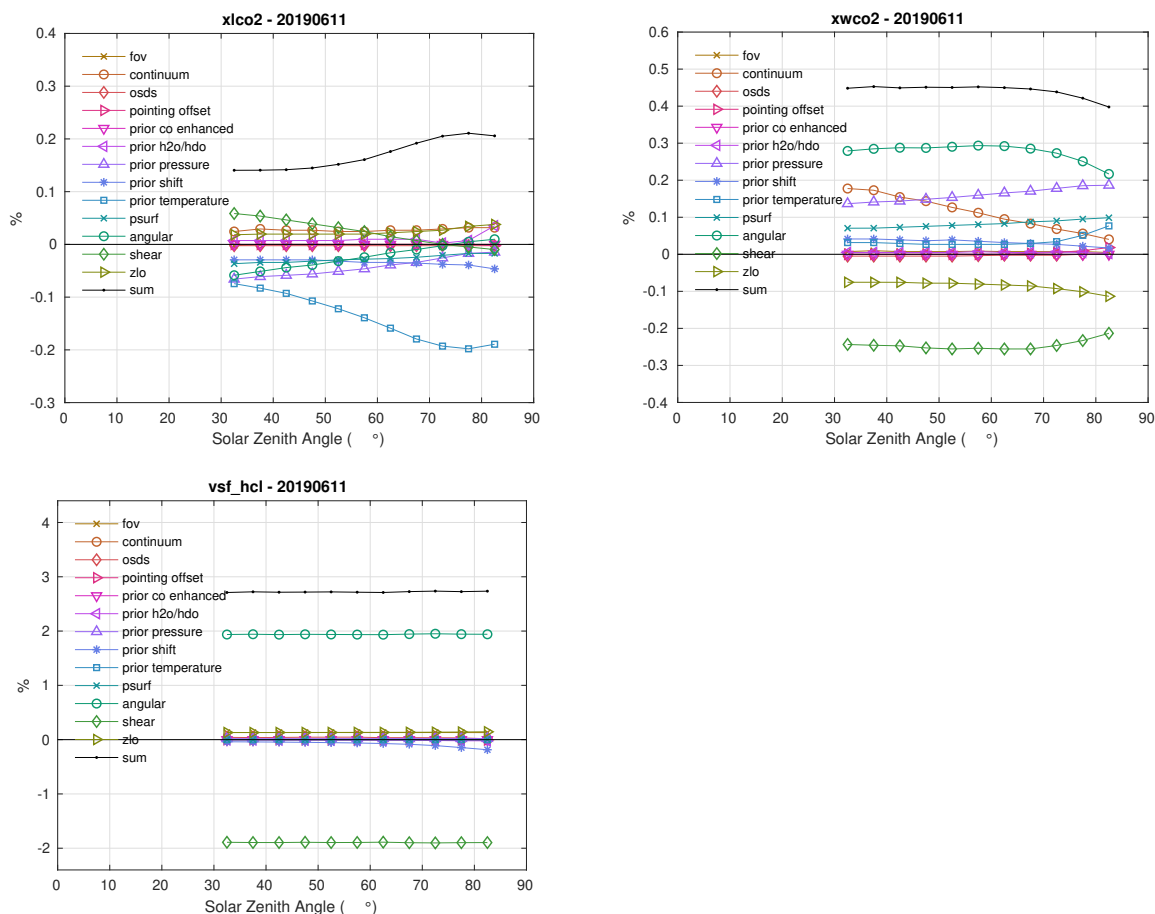 xlco2 - 20190611
0.4
0.3
0.2
0.1
0
-0.1
-0.2
-0.3
%
fov
continuum
osds
pointing offset
prior co enhanced
prior h2o/hdo
prior pressure
prior shift
prior temperature
psurf
angular
shear
zlo
sum
0 10 20 30 40 50 60 70 80 90
Solar Zenith Angle ( °)
xwco2 - 20190611
0.6
0.5
0.4
0.3
0.2
0.1
0
-0.1
-0.2
-0.3
-0.4
%
fov
continuum
osds
pointing offset
prior co enhanced
prior h2o/hdo
prior pressure
prior shift
prior temperature
psurf
angular
shear
zlo
sum
0 10 20 30 40 50 60 70 80 90
Solar Zenith Angle ( °)
vsf_hcl - 20190611
4
3
2
1
0
-1
-2
%
fov
continuum
osds
pointing offset
prior co enhanced
prior h2o/hdo
prior pressure
prior shift
prior temperature
psurf
angular
shear
zlo
sum
0 10 20 30 40 50 60 70 80 90
Solar Zenith Angle ( °)